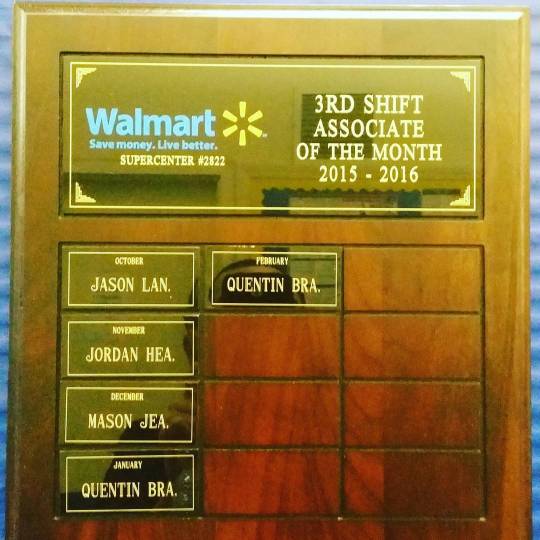 Walmart
Save money. Live better.
SUPERCENTER #2822
3RD SHIFT
ASSOCIATE
OF THE MONTH
2015 - 2016
OCTOBER
JASON LAN.
NOVEMBER
JORDAN HEA.
DECEMBER
MASON JEA.
JANUARY
QUENTIN BRA.
FEBRUARY
QUENTIN BRA.